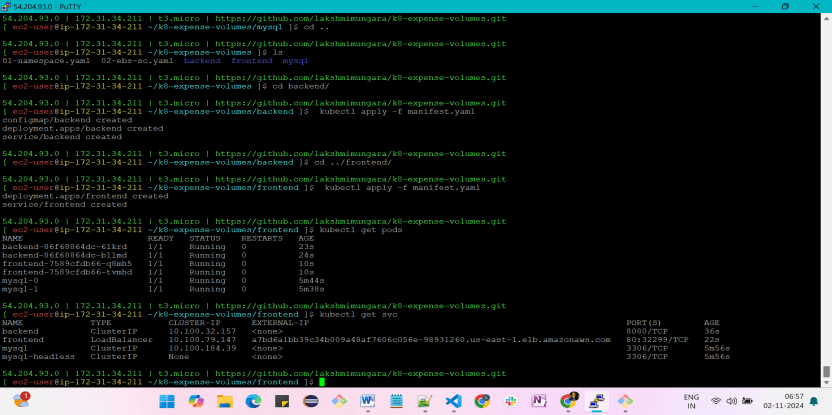 54.204.93.0 - PuTTY
54.204.93.0 | 172.31.34.211 | t3.micro | https://github.com/lakshmimungara/k8-expense-volumes.git
[ ec2-user@ip-172-31-34-211 ~/k8-expense-volumes/mysql ]$ cd ..
54.204.93.0 | 172.31.34.211 | t3.micro | https://github.com/lakshmimungara/k8-expense-volumes.git
[ ec2-user@ip-172-31-34-211 ~/k8-expense-volumes ]$ ls
01-namespace.yaml 02-ebs-sc.yaml backend frontend mysql
54.204.93.0 | 172.31.34.211 | t3.micro | https://github.com/lakshmimungara/k8-expense-volumes.git
[ ec2-user@ip-172-31-34-211 ~/k8-expense-volumes ]$ cd backend/
54.204.93.0 | 172.31.34.211 | t3.micro | https://github.com/lakshmimungara/k8-expense-volumes.git
[ ec2-user@ip-172-31-34-211 ~/k8-expense-volumes/backend ]$ kubectl apply -f manifest.yaml
configmap/backend created
deployment.apps/backend created
service/backend created
54.204.93.0 | 172.31.34.211 | t3.micro | https://github.com/lakshmimungara/k8-expense-volumes.git
[ ec2-user@ip-172-31-34-211 ~/k8-expense-volumes/backend ]$ cd ../frontend/
54.204.93.0 | 172.31.34.211 | t3.micro | https://github.com/lakshmimungara/k8-expense-volumes.git
[ ec2-user@ip-172-31-34-211 ~/k8-expense-volumes/frontend ]$ kubectl apply -f manifest.yaml
deployment.apps/frontend created
service/frontend created
54.204.93.0 | 172.31.34.211 | t3.micro | https://github.com/lakshmimungara/k8-expense-volumes.git
[ ec2-user@ip-172-31-34-211 ~/k8-expense-volumes/frontend ]$ kubectl get pods
NAME READY STATUS RESTARTS AGE
backend-86f68864dc-6lkrd 1/1 Running 0 23s
backend-86f68864dc-bllmd 1/1 Running 0 24s
frontend-7589cfdb66-q8mh5 1/1 Running 0 10s
frontend-7589cfdb66-tvmhd 1/1 Running 0 10s
mysql-0 1/1 Running 0 5m44s
mysql-1 1/1 Running 0 5m38s
54.204.93.0 | 172.31.34.211 | t3.micro | https://github.com/lakshmimungara/k8-expense-volumes.git
[ ec2-user@ip-172-31-34-211 ~/k8-expense-volumes/frontend ]$ kubectl get svc
NAME TYPE CLUSTER-IP EXTERNAL-IP PORT(S) AGE
backend ClusterIP 10.100.32.157 <none> 8080/TCP 36s
frontend LoadBalancer 10.100.79.147 a7bd6a1bb39c34b009a48af7606c056e-98931260.us-east-1.elb.amazonaws.com 80:32299/TCP 22s
mysql ClusterIP 10.100.184.39 <none> 3306/TCP 5m56s
mysql-headless ClusterIP None <none> 3306/TCP 5m56s
54.204.93.0 | 172.31.34.211 | t3.micro | https://github.com/lakshmimungara/k8-expense-volumes.git
[ ec2-user@ip-172-31-34-211 ~/k8-expense-volumes/frontend ]$
ENG 06:57
IN 02-11-2024